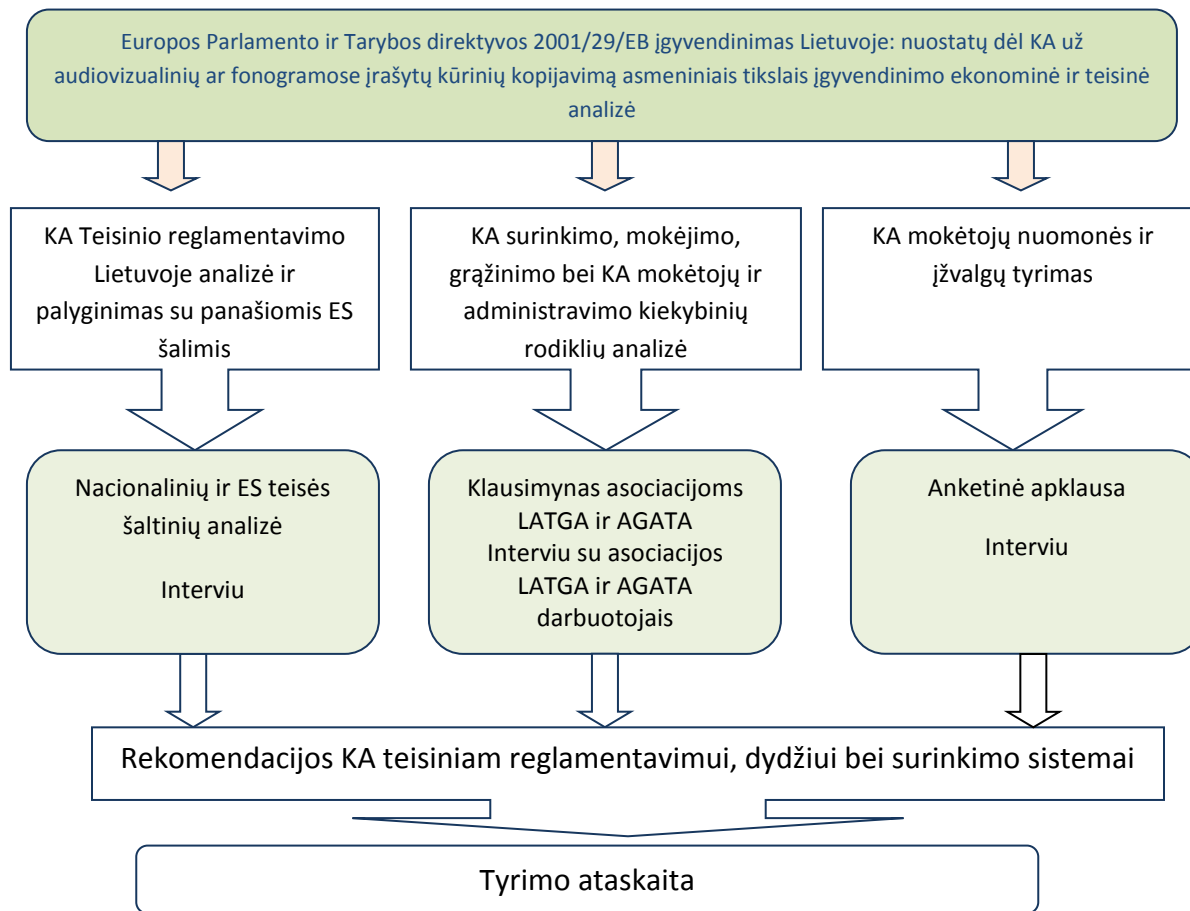 Europos Parlamento ir Tarybos direktyvos 2001/29/EB įgyvendinimas Lietuvoje: nuostatų dėl KA už
audiovizualinių ar fonogramose įrašytų kūrinių kopijavimą asmeniniais tikslais įgyvendinimo ekonominė ir teisinė
analizė
KA Teisinio reglamentavimo
Lietuvoje analizė ir
palyginimas su panašiomis ES
šalimis
KA surinkimo, mokėjimo,
grąžinimo bei KA mokėtojų ir
administravimo kiekybinių
rodiklių analizė
KA mokėtojų nuomonės ir
įžvalgų tyrimas
Nacionalinių ir ES teisės
šaltinių analizė
Interviu
Klausimynas asociacijoms
LATGA ir AGATA
Interviu su asociacijos
LATGA ir AGATA
darbuotojais
Anketinė apklausa
Interviu
Rekomendacijos KA teisiniam reglamentavimui, dydžiui bei surinkimo sistemai
Tyrimo ataskaita